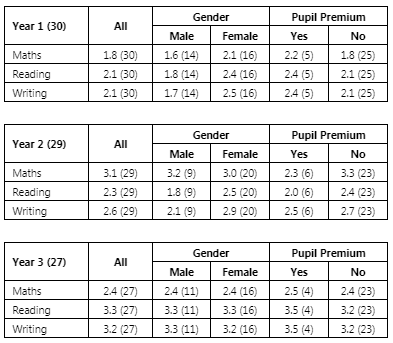 Year 1 (30) All Gender Pupil Premium
Male Female Yes No
Maths 1.8 (30) 1.6 (14) 2.1 (16) 2.2 (5) 1.8 (25)
Reading 2.1 (30) 1.8 (14) 2.4 (16) 2.4 (5) 2.1 (25)
Writing 2.1 (30) 1.7 (14) 2.5 (16) 2.4 (5) 2.1 (25)
Year 2 (29) All Gender Pupil Premium
Male Female Yes No
Maths 3.1 (29) 3.2 (9) 3.0 (20) 2.3 (6) 3.3 (23)
Reading 2.3 (29) 1.8 (9) 2.5 (20) 2.0 (6) 2.4 (23)
Writing 2.6 (29) 2.1 (9) 2.9 (20) 2.5 (6) 2.7 (23)
Year 3 (27) All Gender Pupil Premium
Male Female Yes No
Maths 2.4 (27) 2.4 (11) 2.4 (16) 2.5 (4) 2.4 (23)
Reading 3.3 (27) 3.3 (11) 3.3 (16) 3.5 (4) 3.2 (23)
Writing 3.2 (27) 3.3 (11) 3.2 (16) 3.5 (4) 3.2 (23)